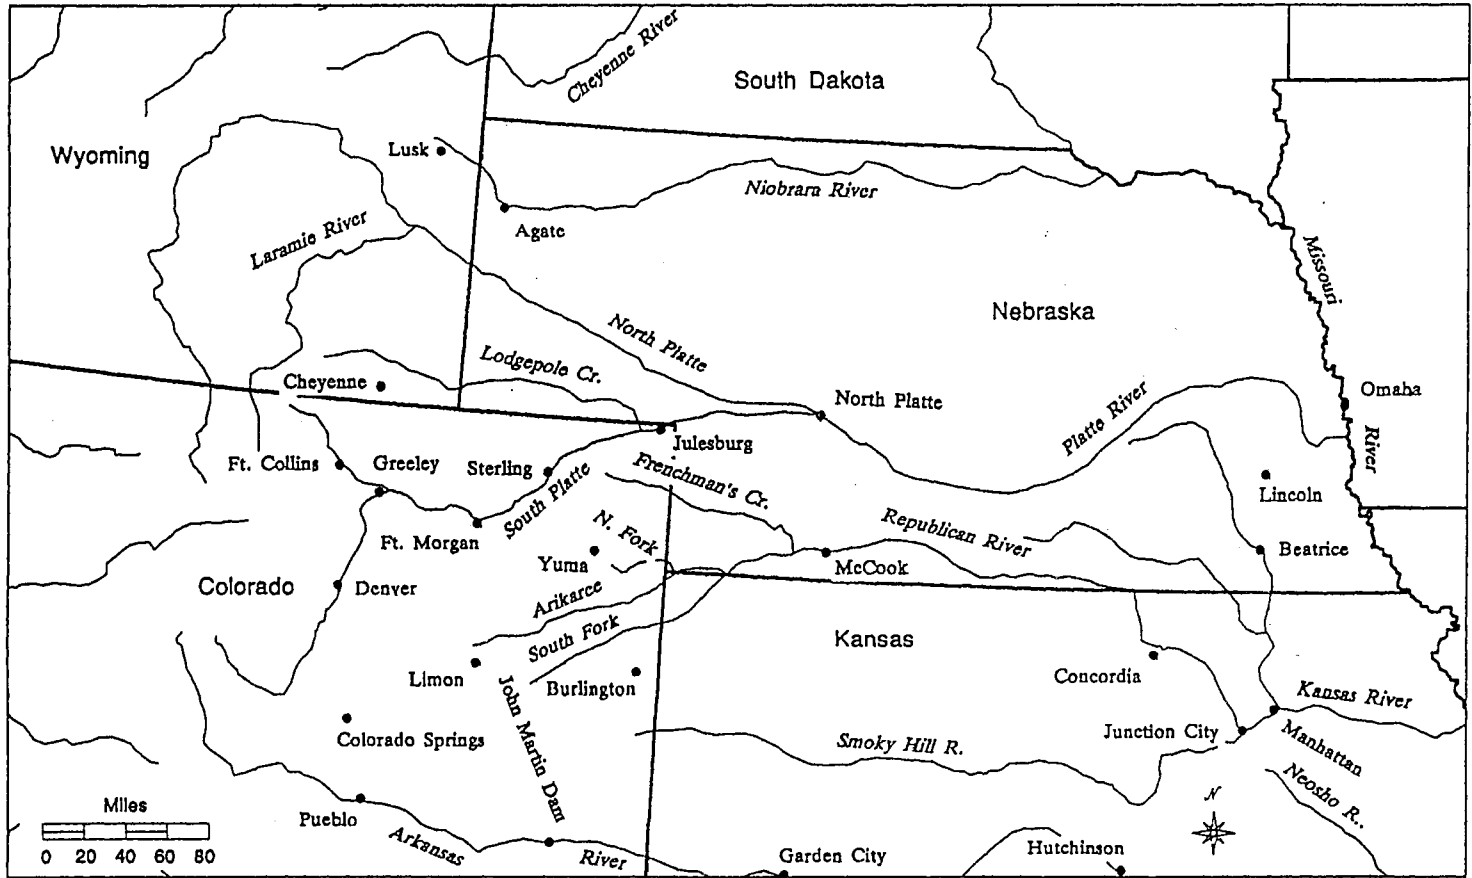 Cheyenne River
South Dakota
Wyoming
Lusk
Niobrara River
Agate
Laramie River
Missouri
River
Nebraska
North Platte
Lodgepole Cr.
Cheyenne
Omaha
North Platte
Platte River
Julesburg
Ft. Collins
Greeley
Sterling
South Platte
Frenchman's Cr.
Lincoln
Ft. Morgan
N. Fork
Republican River
Yuma
Beatrice
McCook
Colorado
Denver
Arikaree
South Fork
Kansas
Limon
Burlington
Concordia
Kansas River
John Martin Dam
Colorado Springs
Smoky Hill R.
Junction City
Manhattan
Neosho R..
N
Miles
0 20 40 60 80
Pueblo
Arkansas
River
Garden City
Hutchinson